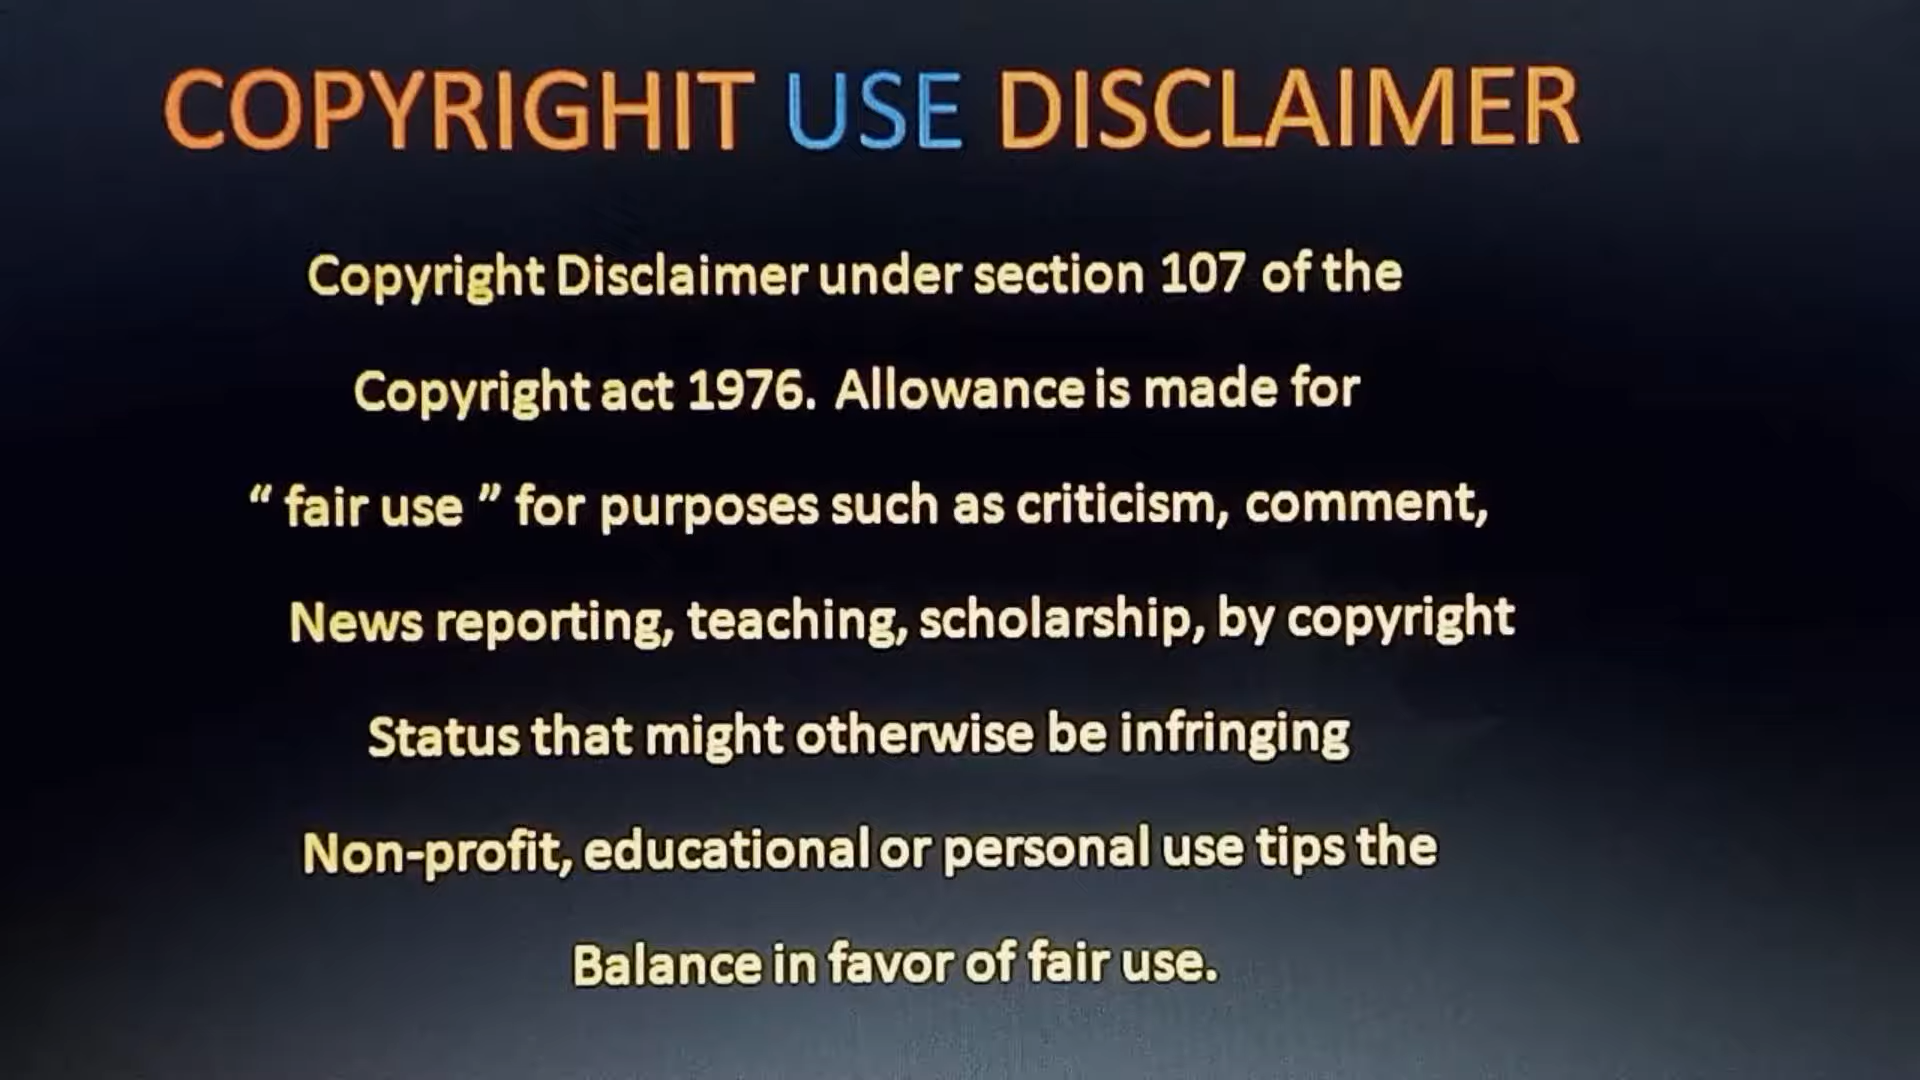 COPYRIGHIT USE DISCLAIMER
Copyright Disclaimer under section 107 of the
Copyright act 1976. Allowance is made for
“ fair use ” for purposes such as criticism, comment,
News reporting, teaching, scholarship, by copyright
Status that might otherwise be infringing
Non-profit, educational or personal use tips the
Balance in favor of fair use.